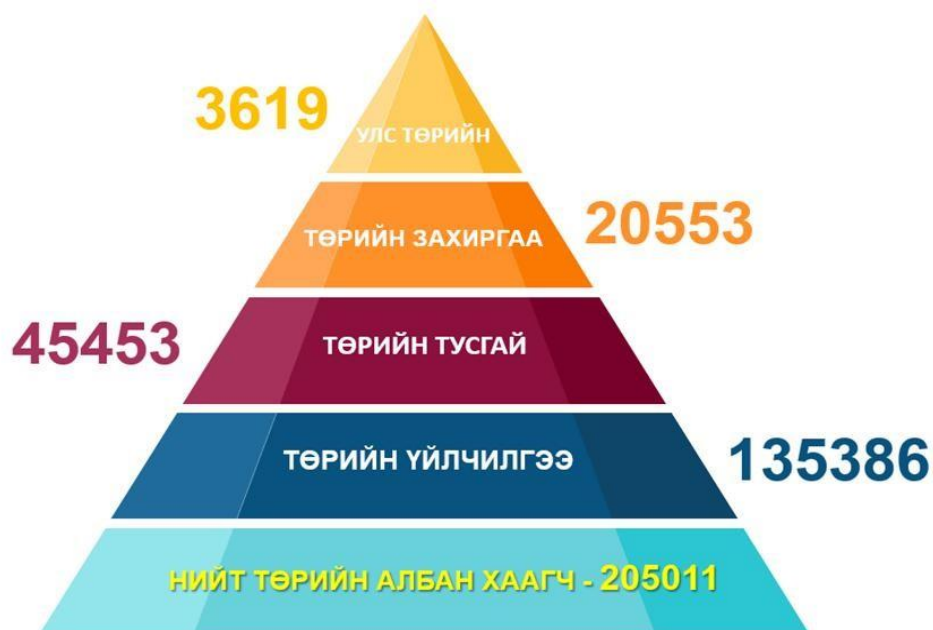 3619
УЛС ТӨРИЙН
20553
ТӨРИЙН ЗАХИРГАА
45453
ТӨРИЙН ТУСГАЙ
135386
ТӨРИЙН ҮЙЛЧИЛГЭЭ
НИЙТ ТӨРИЙН АЛБАН ХААГЧ - 205011